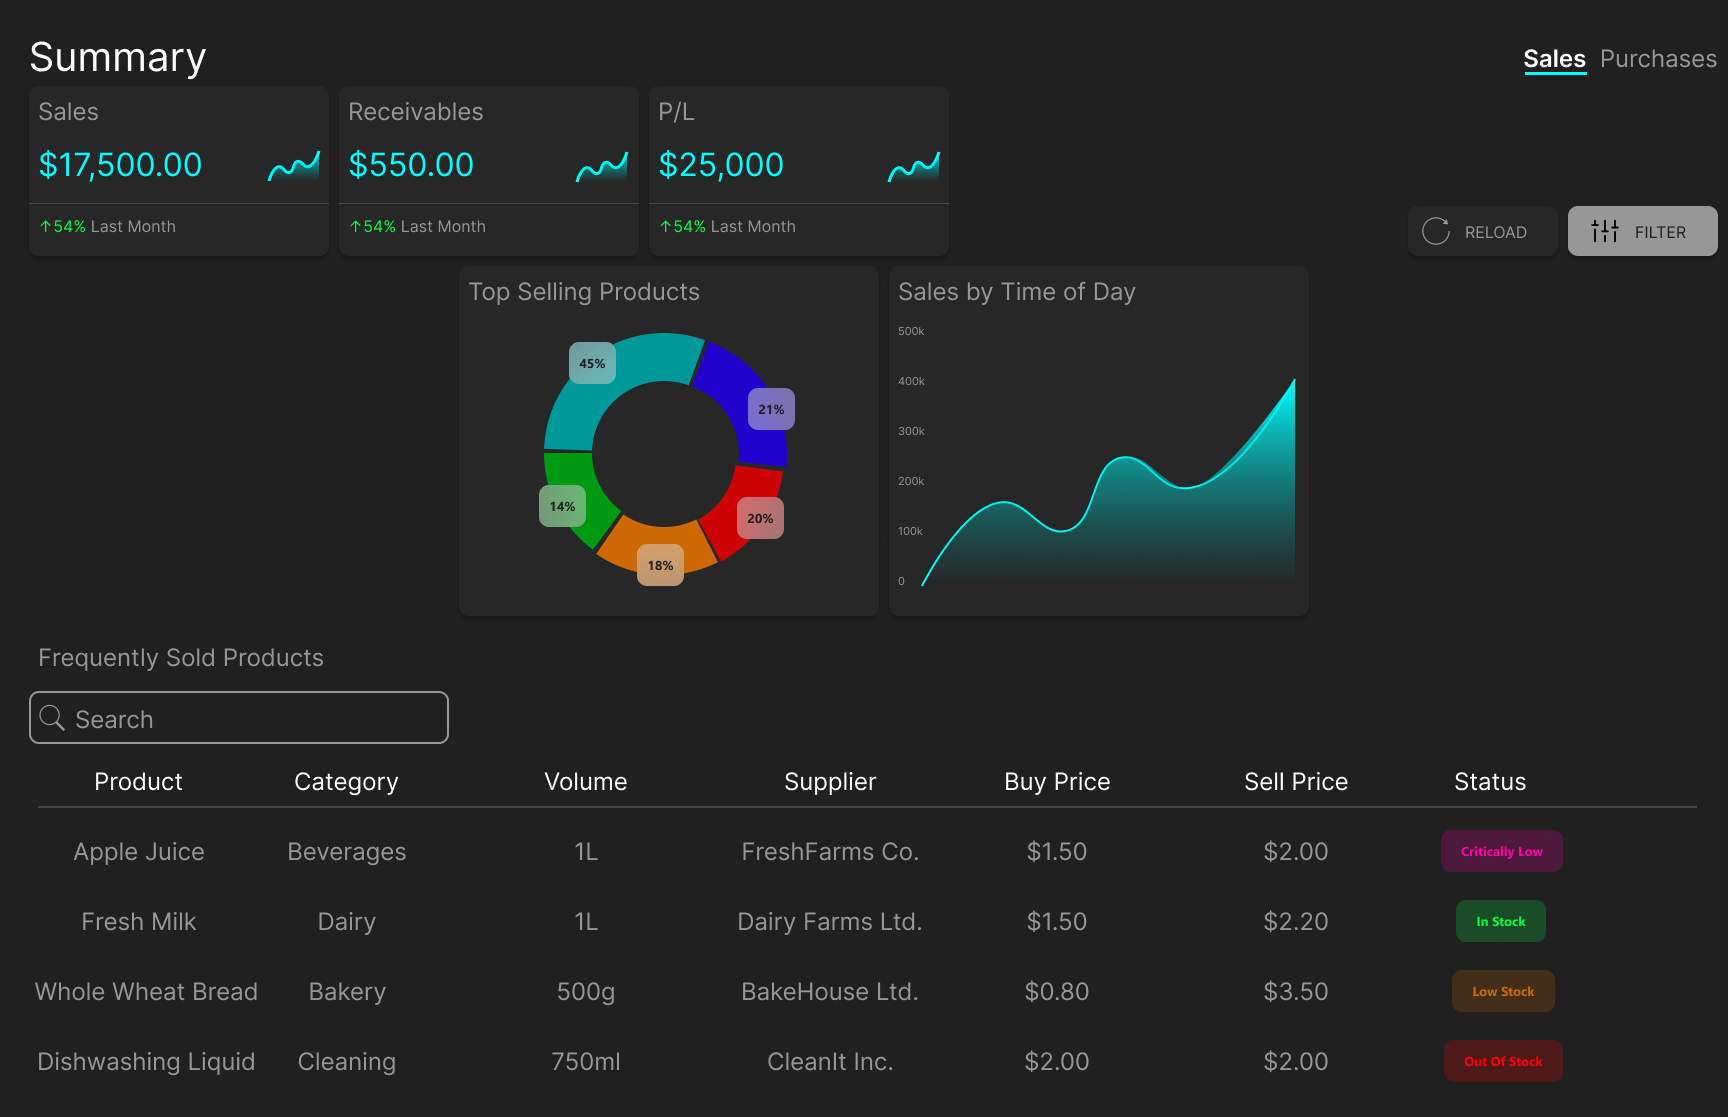 Summary
Sales Purchases
Sales
$17,500.00
↑54% Last Month
Receivables
$550.00
↑54% Last Month
P/L
$25,000
↑54% Last Month
RELOAD
FILTER
Top Selling Products
45%
21%
14%
20%
18%
Sales by Time of Day
500k
400k
300k
200k
100k
0
Frequently Sold Products
Search
Product Category Volume Supplier Buy Price Sell Price Status
Apple Juice Beverages 1L FreshFarms Co. $1.50 $2.00 Critically Low
Fresh Milk Dairy 1L Dairy Farms Ltd. $1.50 $2.20 In Stock
Whole Wheat Bread Bakery 500g BakeHouse Ltd. $0.80 $3.50 Low Stock
Dishwashing Liquid Cleaning 750ml CleanIt Inc. $2.00 $2.00 Out Of Stock